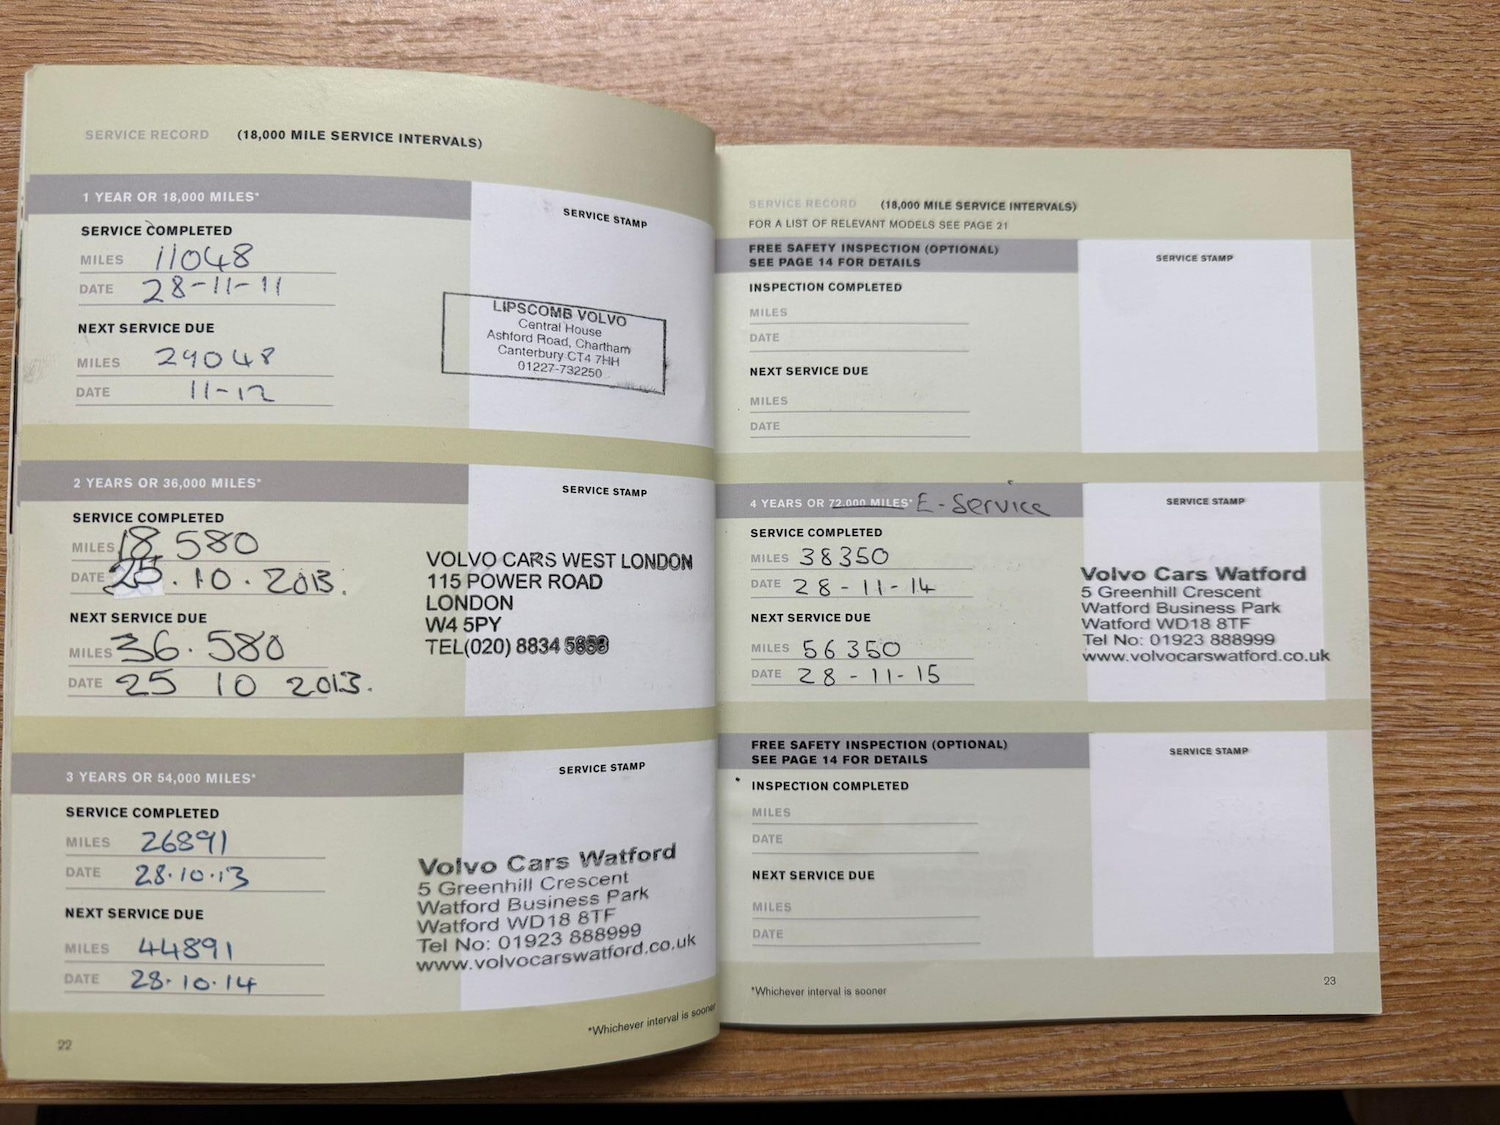 SERVICE RECORD (18,000 MILE SERVICE INTERVALS)
1 YEAR OR 18,000 MILES*
SERVICE STAMP
SERVICE COMPLETED
MILES 11048
DATE 28-11-11
NEXT SERVICE DUE
MILES 29048
DATE 11-12
LIPSCOMB VOLVO
Central House
Ashford Road, Chartham
Canterbury CT4 7HH
01227-732250
2 YEARS OR 36,000 MILES*
SERVICE STAMP
SERVICE COMPLETED
MILES 18.580
DATE 25.10.2013.
NEXT SERVICE DUE
MILES 36.580
DATE 25 10 2013.
VOLVO CARS WEST LONDON
115 POWER ROAD
LONDON
W4 5PY
TEL(020) 8834
3 YEARS OR 54,000 MILES*
SERVICE STAMP
SERVICE COMPLETED
MILES 26891
DATE 28.10.13
NEXT SERVICE DUE
MILES 44891
DATE 28.10.14
Volvo Cars Watford
5 Greenhill Crescent
Watford Business Park
Watford WD18 8TF
Tel No: 01923 888999
www.volvocarswatford.co.uk
*Whichever interval is sooner
22
SERVICE RECORD (18,000 MILE SERVICE INTERVALS)
FOR A LIST OF RELEVANT MODELS SEE PAGE 21
FREE SAFETY INSPECTION (OPTIONAL)
SEE PAGE 14 FOR DETAILS
SERVICE STAMP
INSPECTION COMPLETED
MILES
DATE
NEXT SERVICE DUE
MILES
DATE
4 YEARS OR 72,000 MILES* E-Service
SERVICE STAMP
SERVICE COMPLETED
MILES 38350
DATE 28-11-14
NEXT SERVICE DUE
MILES 56350
DATE 28-11-15
Volvo Cars Watford
5 Greenhill Crescent
Watford Business Park
Watford WD18 8TF
Tel No: 01923 888999
www.volvocarswatford.co.uk
FREE SAFETY INSPECTION (OPTIONAL)
SEE PAGE 14 FOR DETAILS
SERVICE STAMP
INSPECTION COMPLETED
MILES
DATE
NEXT SERVICE DUE
MILES
DATE
*Whichever interval is sooner
23